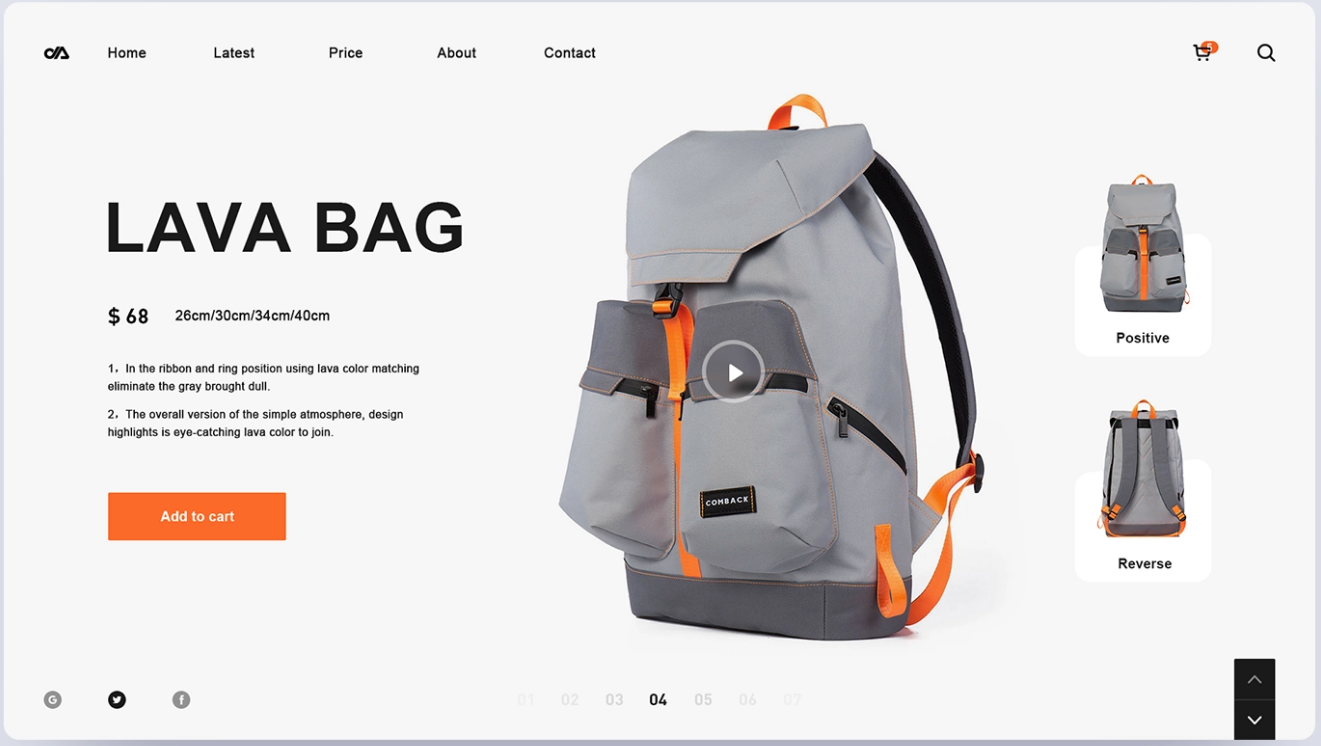 Home Latest Price About Contact
5
LAVA BAG
$ 68 26cm/30cm/34cm/40cm
1、In the ribbon and ring position using lava color matching
eliminate the gray brought dull.
2、The overall version of the simple atmosphere, design
highlights is eye-catching lava color to join.
Add to cart
COMBACK
Positive
Reverse
G f
01 02 03 04 05 06 07